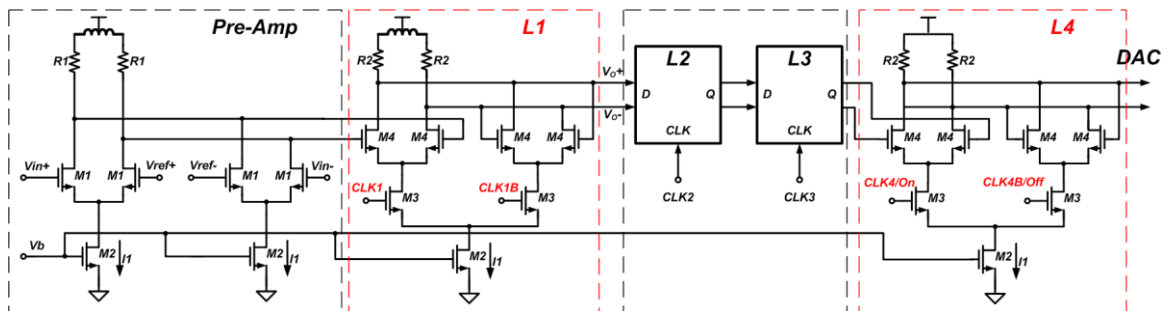 Pre-Amp
L1
L4
R1
R1
R2
R2
L2
L3
R2
R2
DAC
Vo+
Vo-
D
Q
D
Q
CLK
CLK
M4
M4
M4
M4
M4
M4
M4
M4
Vin+
M1
M1
Vref+
Vref-
M1
M1
Vin-
CLK1
M3
CLK1B
M3
CLK2
CLK3
CLK4/On
M3
CLK4B/Off
M3
Vb
M2
I1
M2
I1
M2
I1
M2
I1